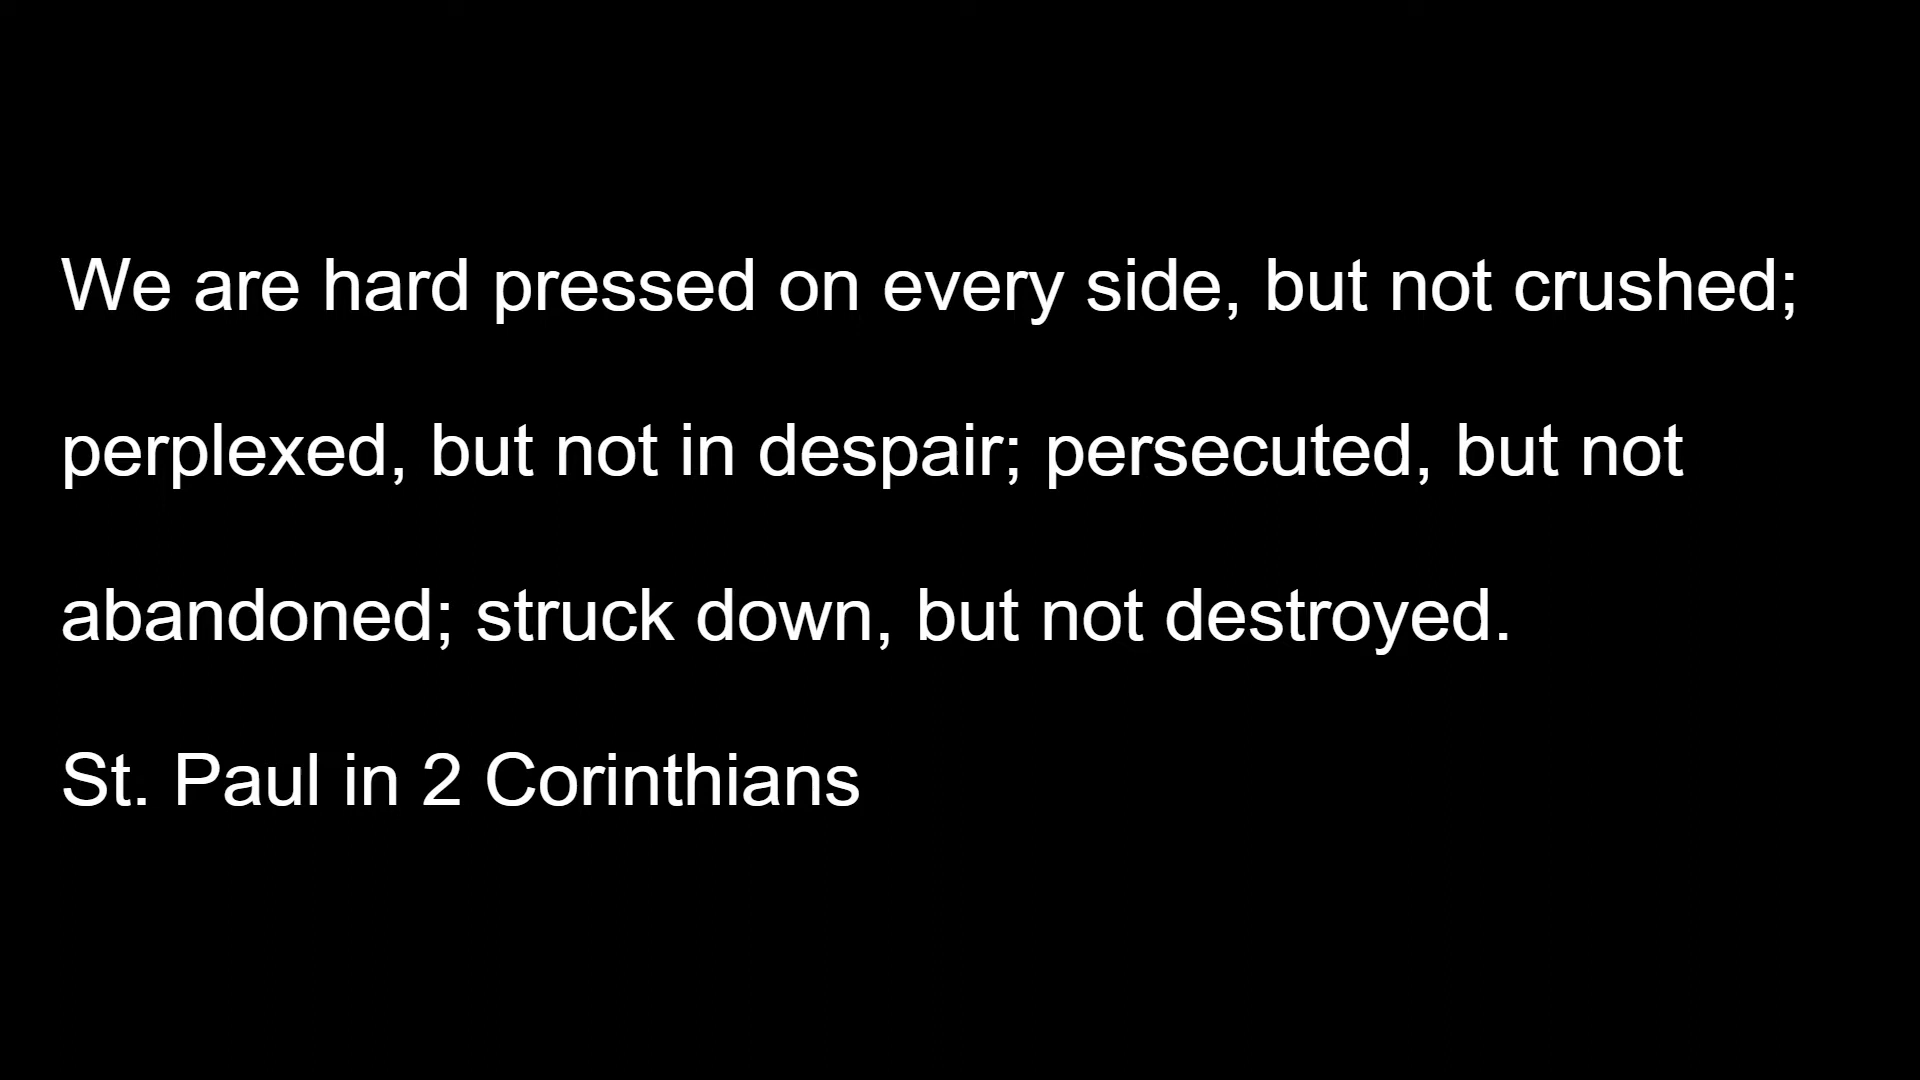 We are hard pressed on every side, but not crushed;
perplexed, but not in despair; persecuted, but not
abandoned; struck down, but not destroyed.
St. Paul in 2 Corinthians